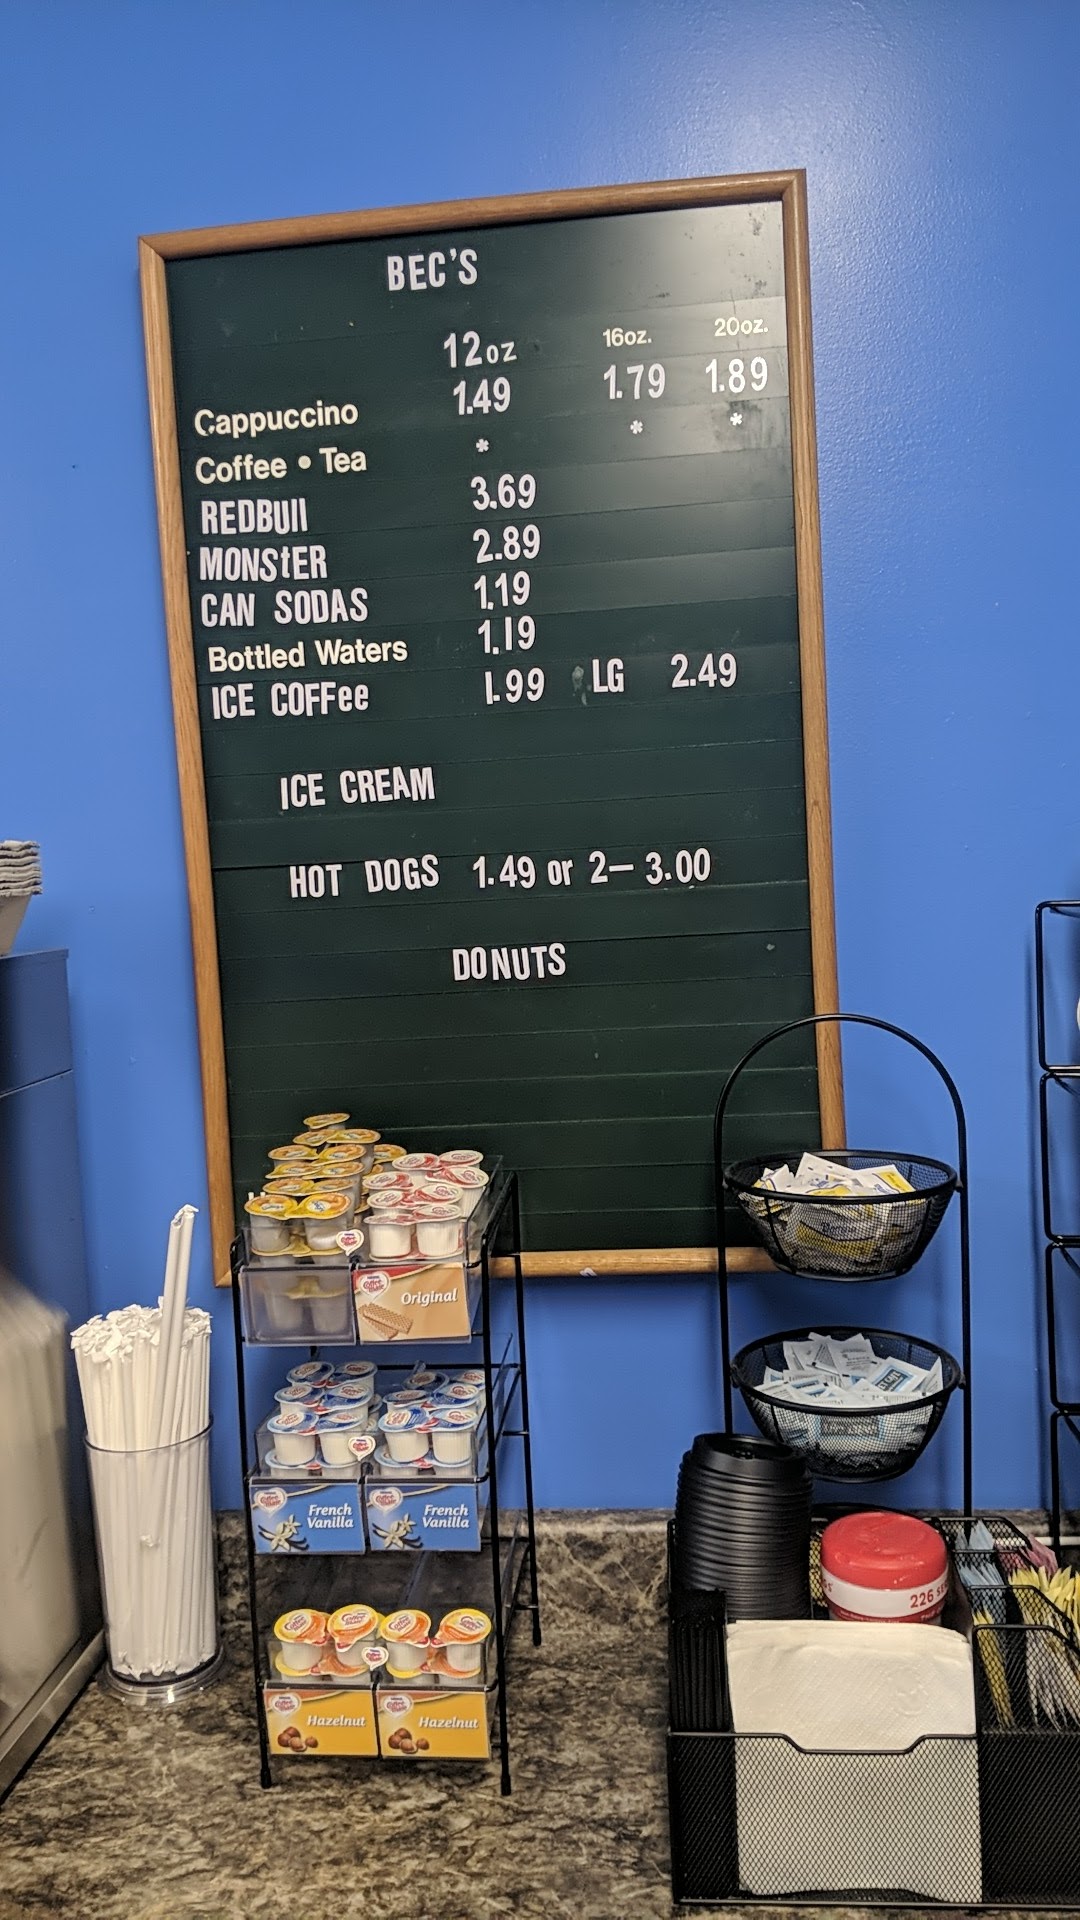 BEC'S
12oz 16oz. 20oz.
Cappuccino 1.49 1.79 1.89
Coffee • Tea * * *
REDBUll 3.69
MONStER 2.89
CAN SODAS 1.19
Bottled Waters 1.19
ICE COFFee 1.99 LG 2.49
ICE CREAM
HOT DOGS 1.49 or 2– 3.00
DONUTS
Original
French Vanilla
French Vanilla
Hazelnut
Hazelnut
226